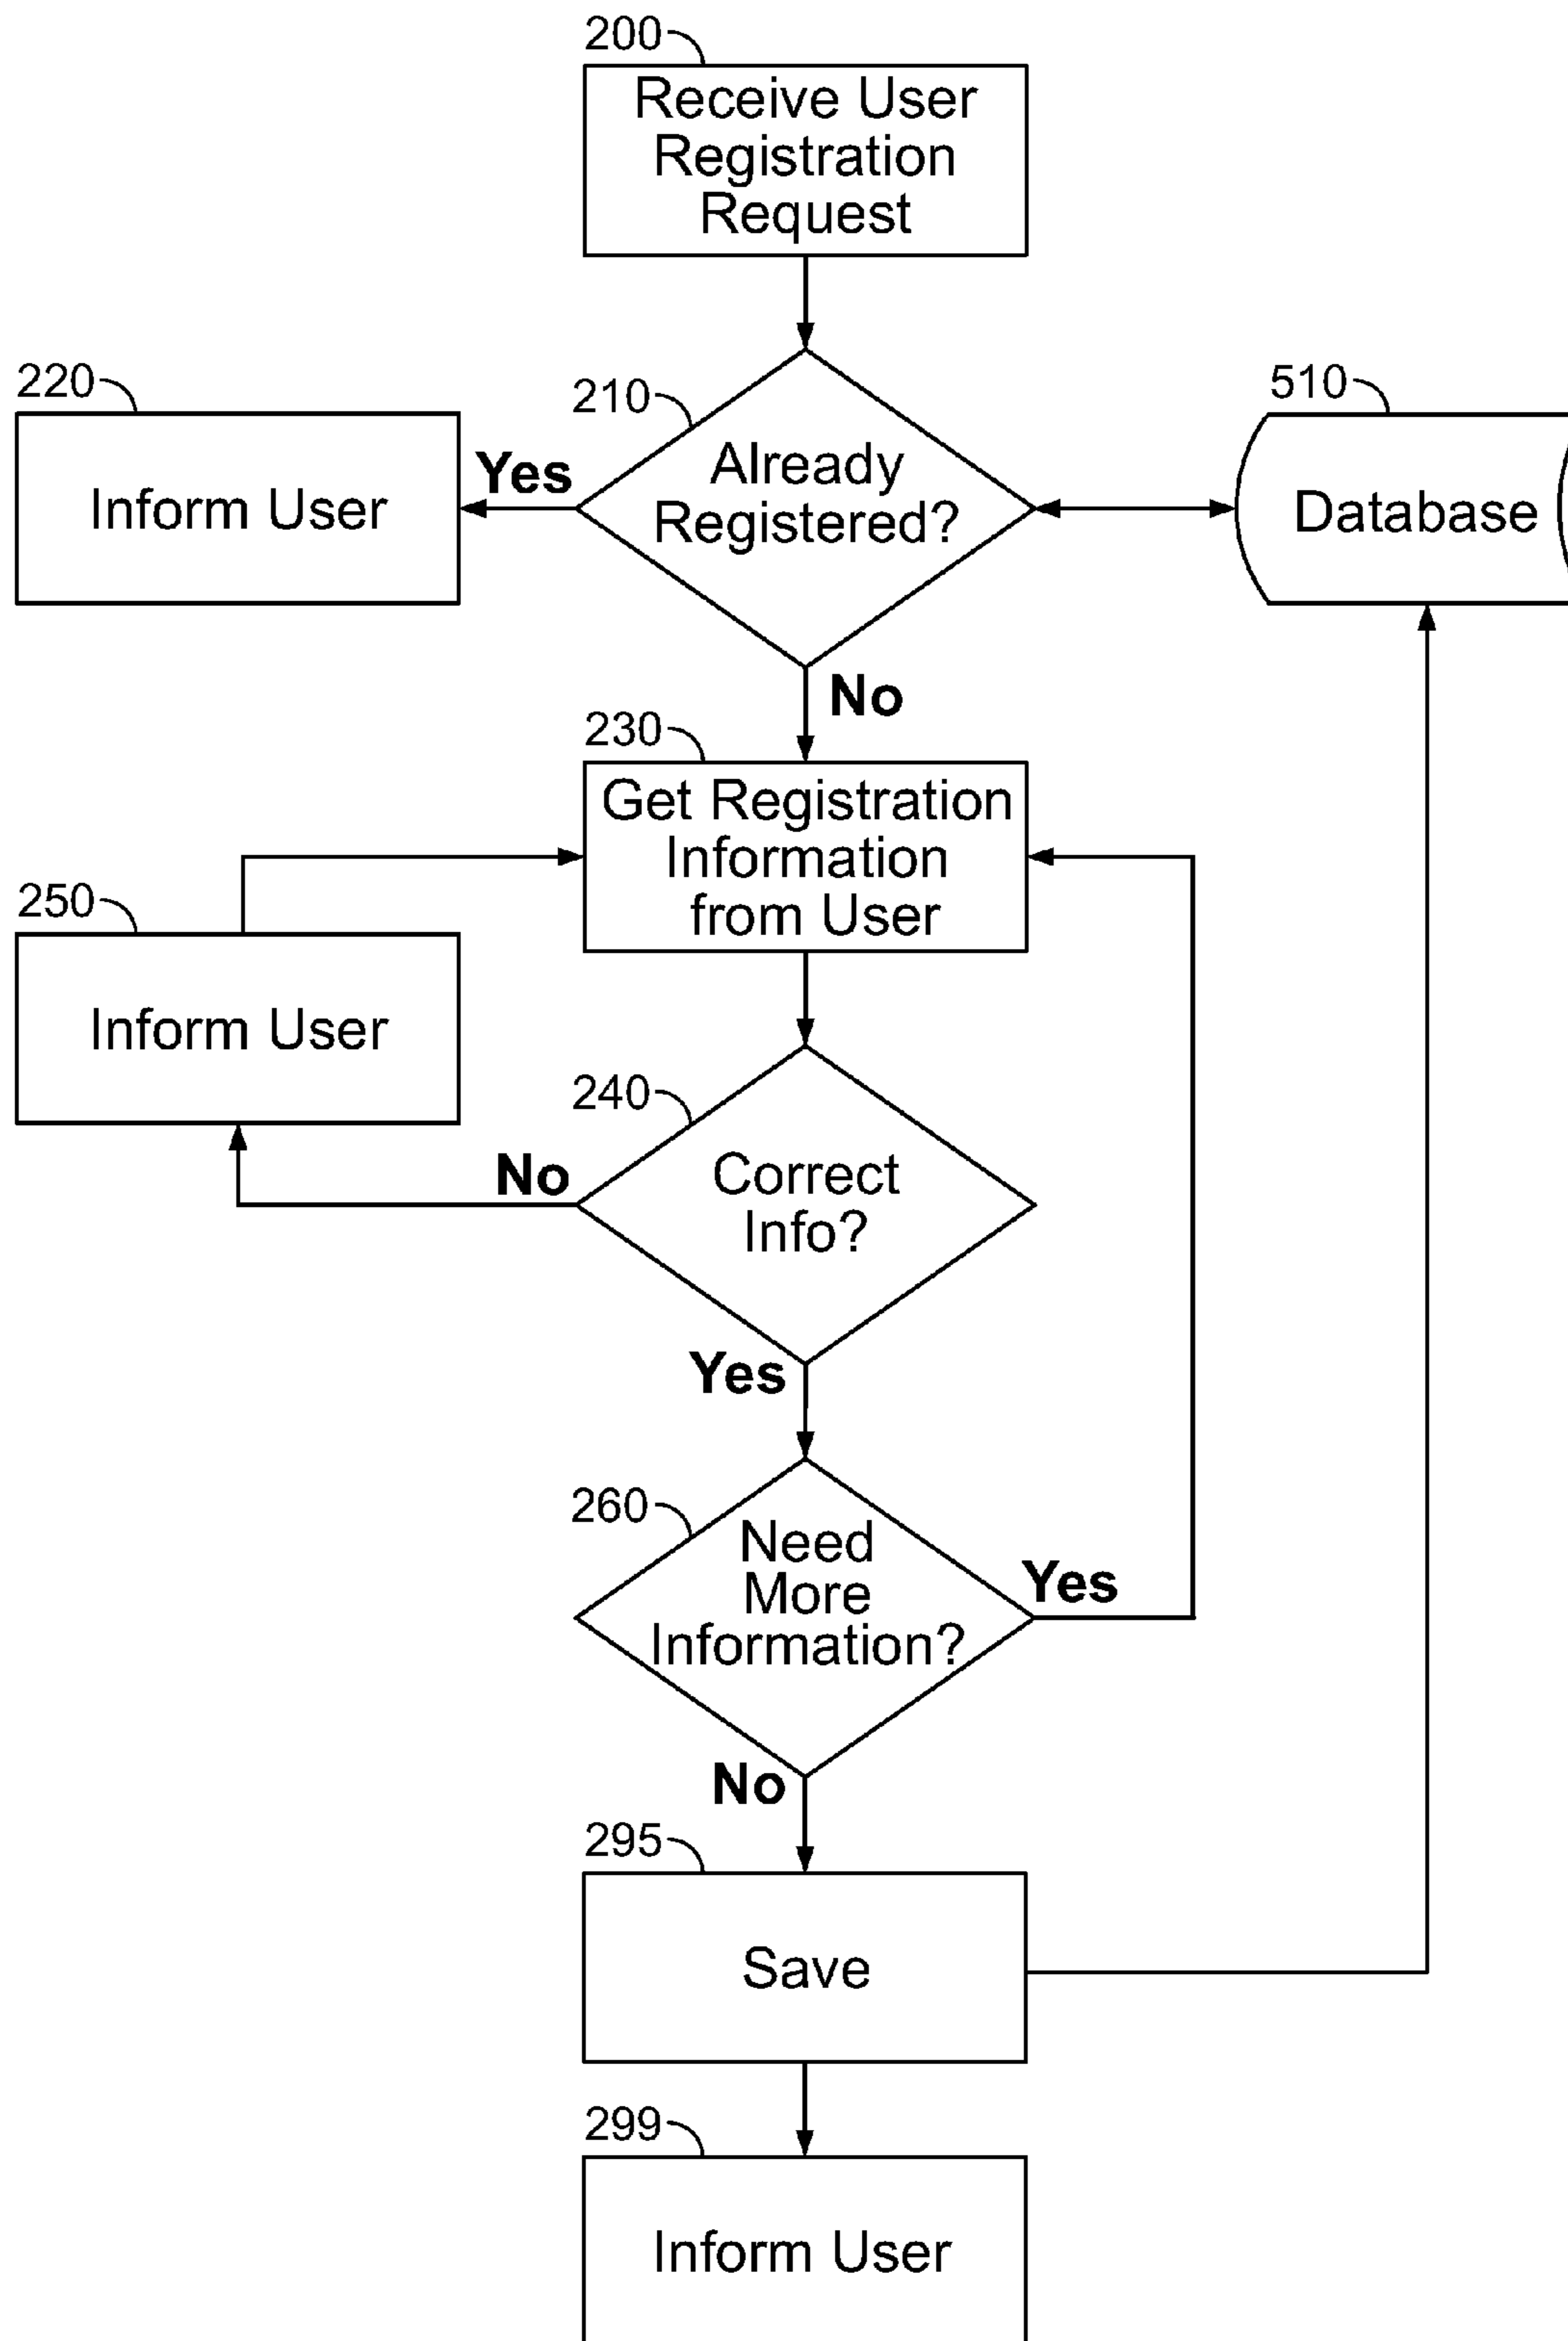 200
Receive User
Registration
Request
220
210
510
Yes
Already
Registered?
Inform User
Database
No
230
Get Registration
Information
from User
250
Inform User
240
No
Correct
Info?
Yes
260
Need
More
Information?
Yes
No
295
Save
299
Inform User